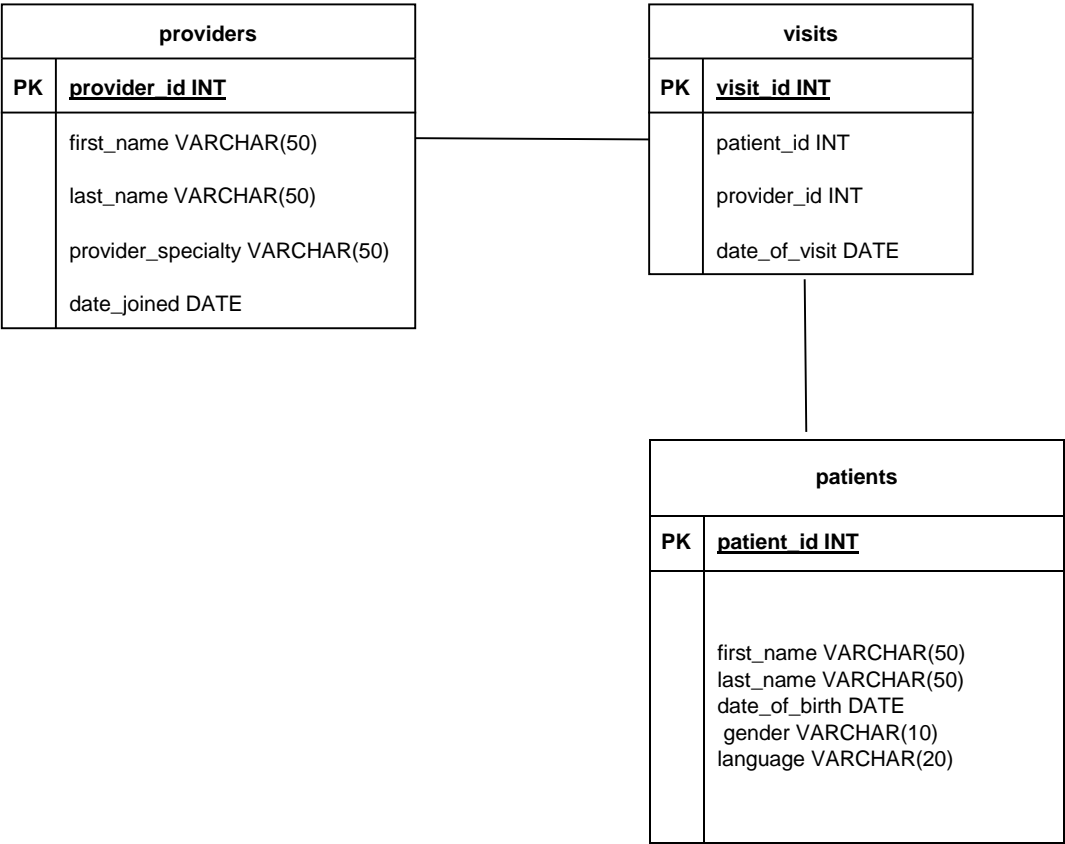 providers
PK provider_id INT
first_name VARCHAR(50)
last_name VARCHAR(50)
provider_specialty VARCHAR(50)
date_joined DATE
visits
PK visit_id INT
patient_id INT
provider_id INT
date_of_visit DATE
patients
PK patient_id INT
first_name VARCHAR(50)
last_name VARCHAR(50)
date_of_birth DATE
gender VARCHAR(10)
language VARCHAR(20)